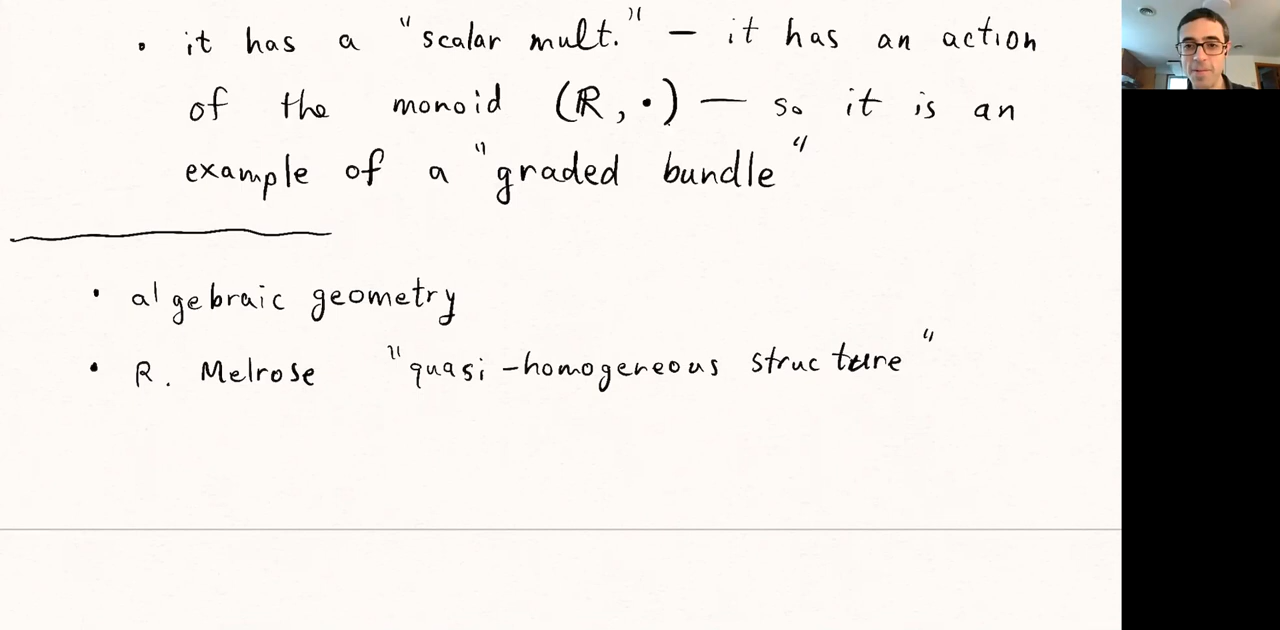 • it has a "scalar mult." — it has an action
of the monoid (ℝ, •) — so it is an
example of a "graded bundle"
• algebraic geometry
• R. Melrose "quasi-homogeneous structure"